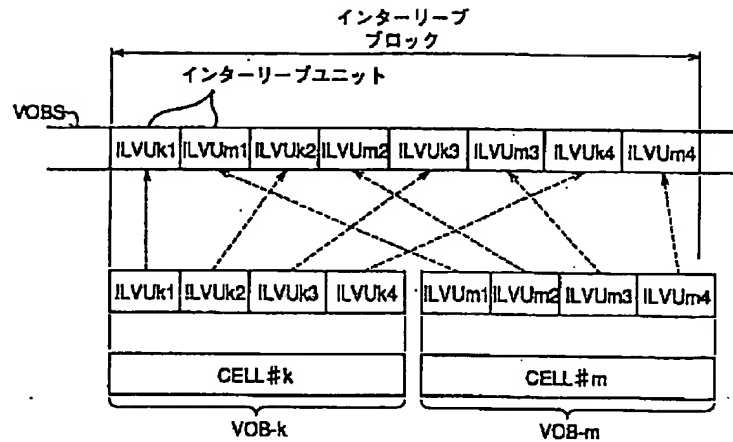 インターリーブ
ブロック
インターリーブユニット
VOBS
ILVUk1 ILVUm1 ILVUk2 ILVUm2 ILVUk3 ILVUm3 ILVUk4 ILVUm4
ILVUk1 ILVUk2 ILVUk3 ILVUk4 ILVUm1 ILVUm2 ILVUm3 ILVUm4
CELL#k CELL#m
VOB-k VOB-m